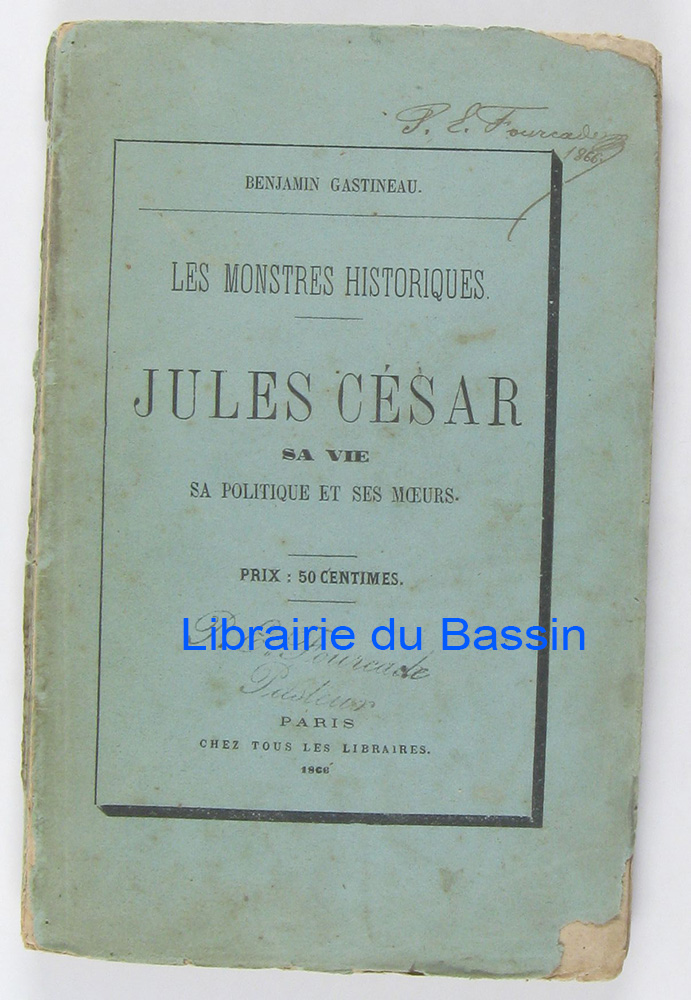 P. E. Fourcade
1866.
BENJAMIN GASTINEAU.
LES MONSTRES HISTORIQUES.
JULES CÉSAR
SA VIE
SA POLITIQUE ET SES MŒURS.
PRIX : 50 CENTIMES.
Librairie du Bassin
P. E. Fourcade
Pasteur
PARIS
CHEZ TOUS LES LIBRAIRES.
1866